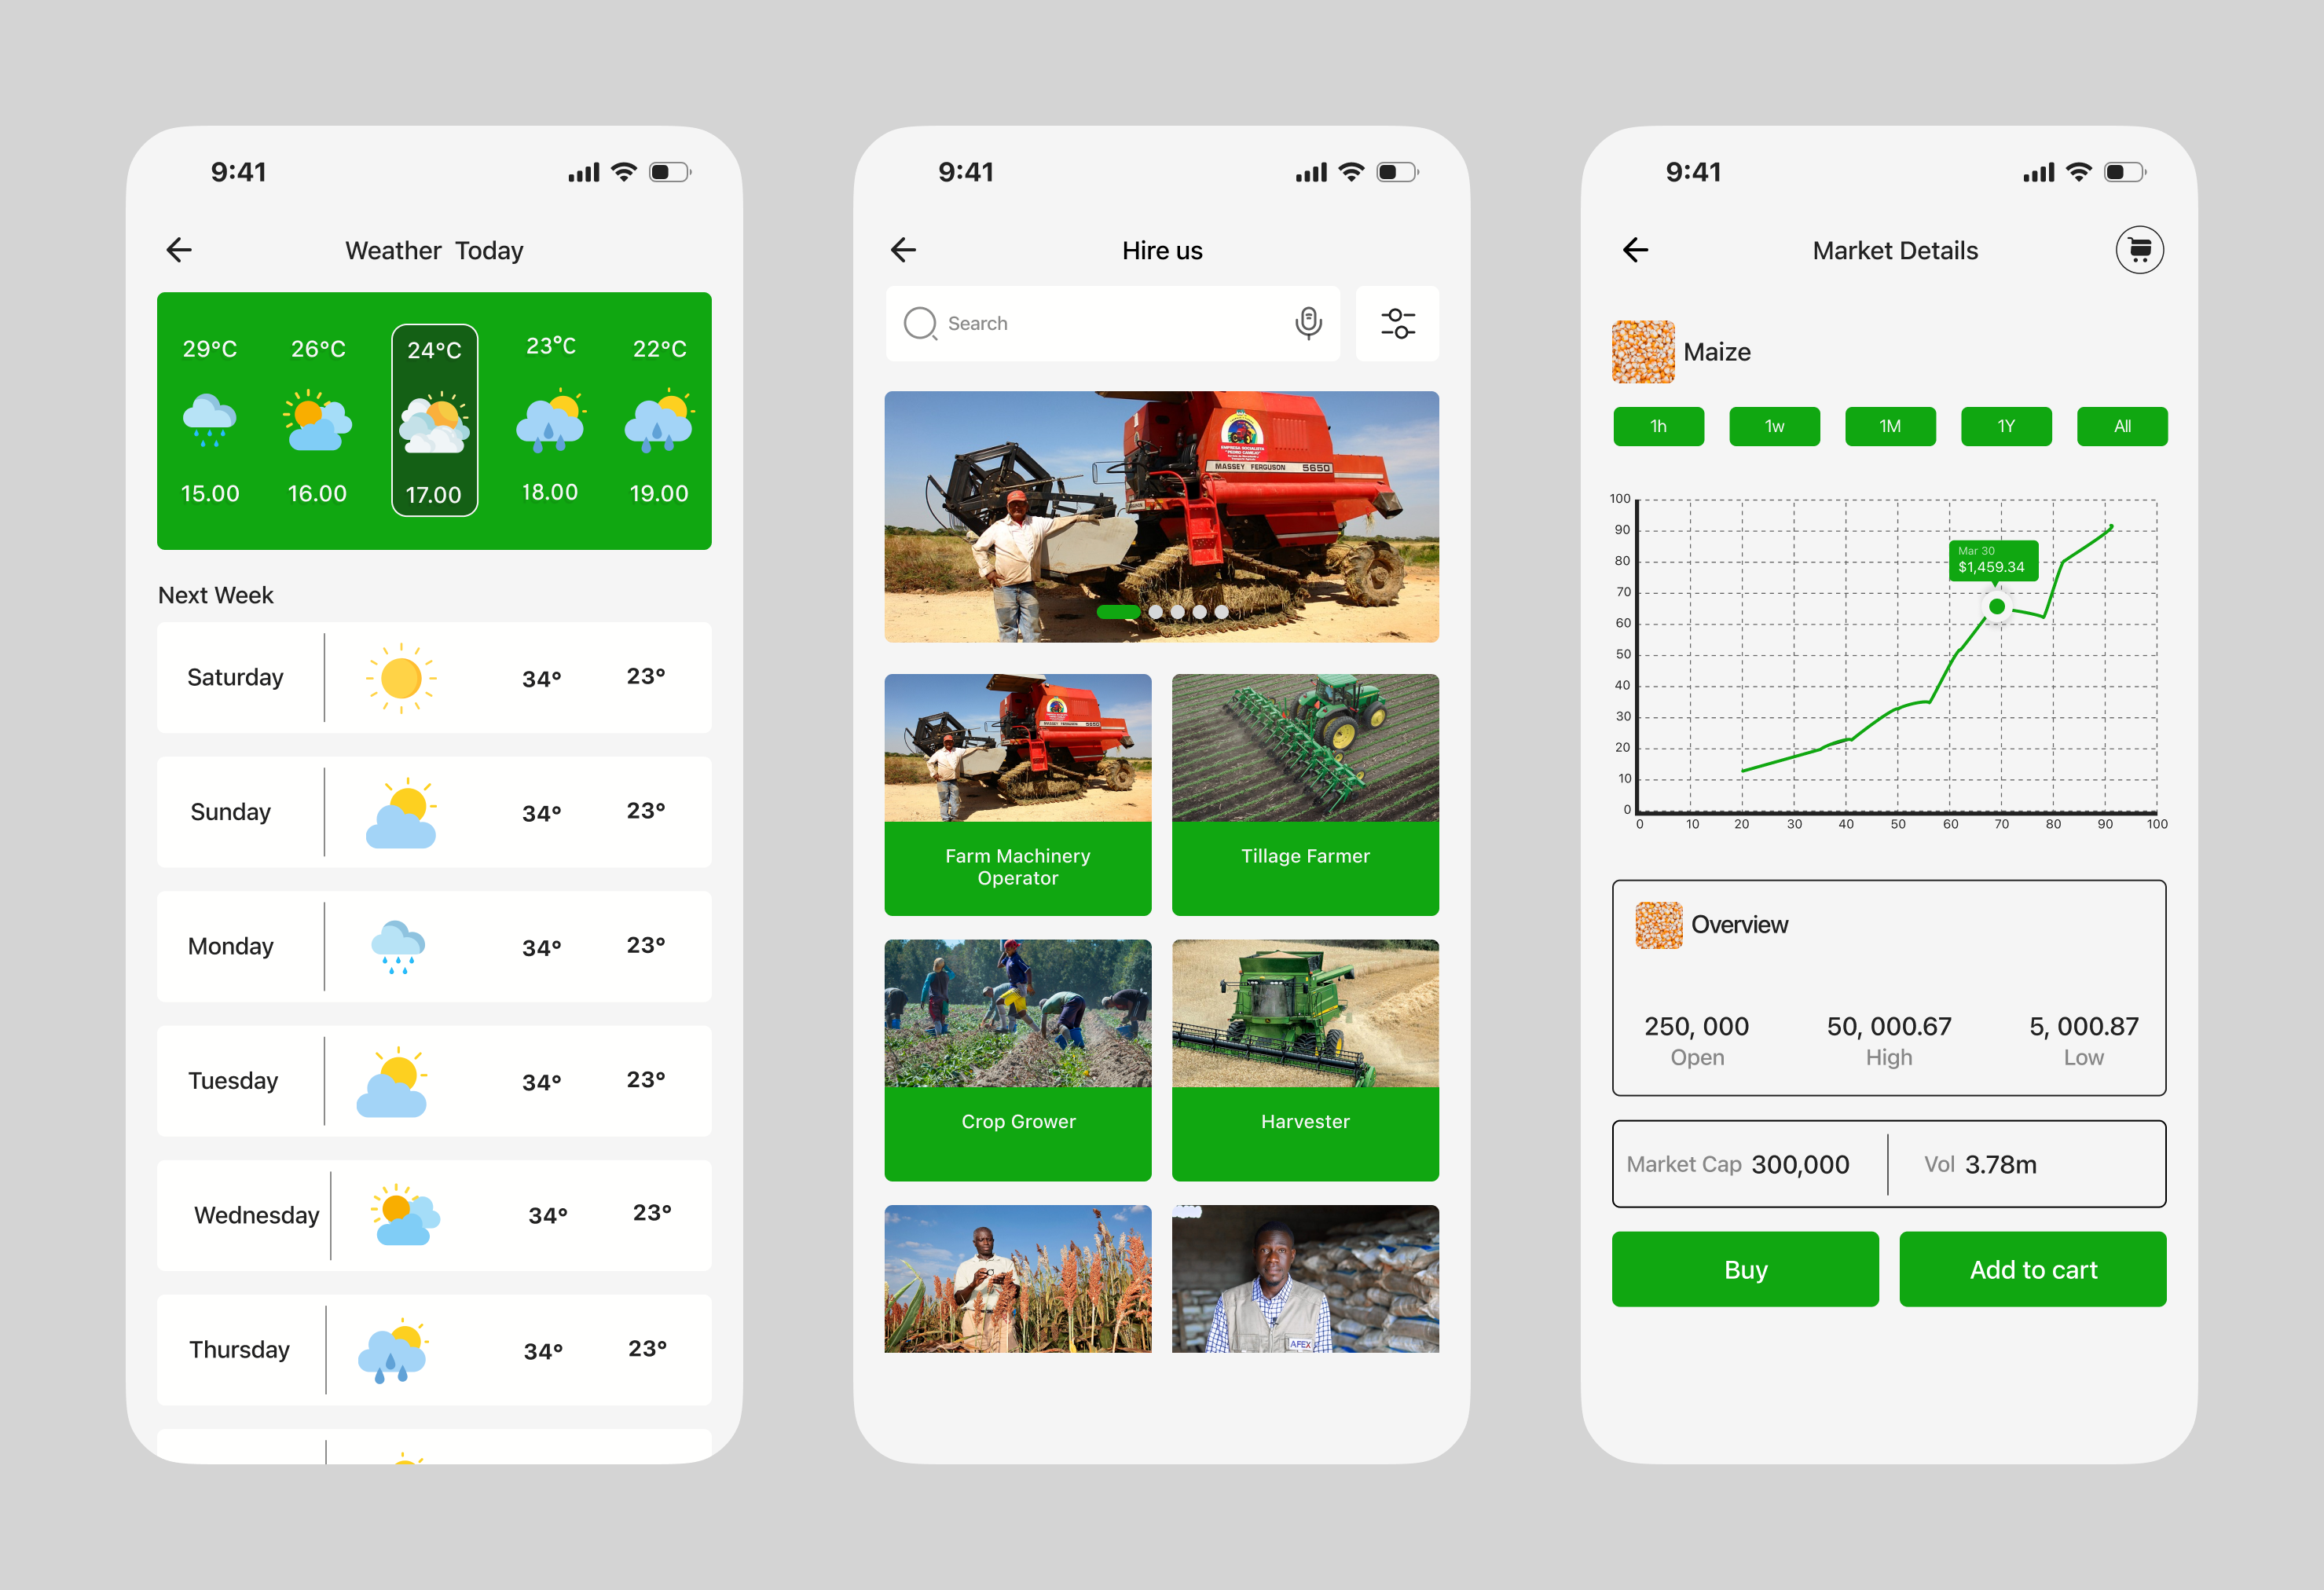 9:41
Weather Today
29°C 26°C 24°C 23°C 22°C
15.00 16.00 17.00 18.00 19.00
Next Week
Saturday 34° 23°
Sunday 34° 23°
Monday 34° 23°
Tuesday 34° 23°
Wednesday 34° 23°
Thursday 34° 23°
9:41
Hire us
Search
MASSEY FERGUSON 5650
MASSEY FERGUSON 5650
Farm Machinery
Operator
Tillage Farmer
Crop Grower
Harvester
AFEX
9:41
Market Details
Maize
1h 1w 1M 1Y All
100
90
80
70
60
50
40
30
20
10
0
Mar 30
$1,459.34
0 10 20 30 40 50 60 70 80 90 100
Overview
250, 000 50, 000.67 5, 000.87
Open High Low
Market Cap 300,000 Vol 3.78m
Buy Add to cart